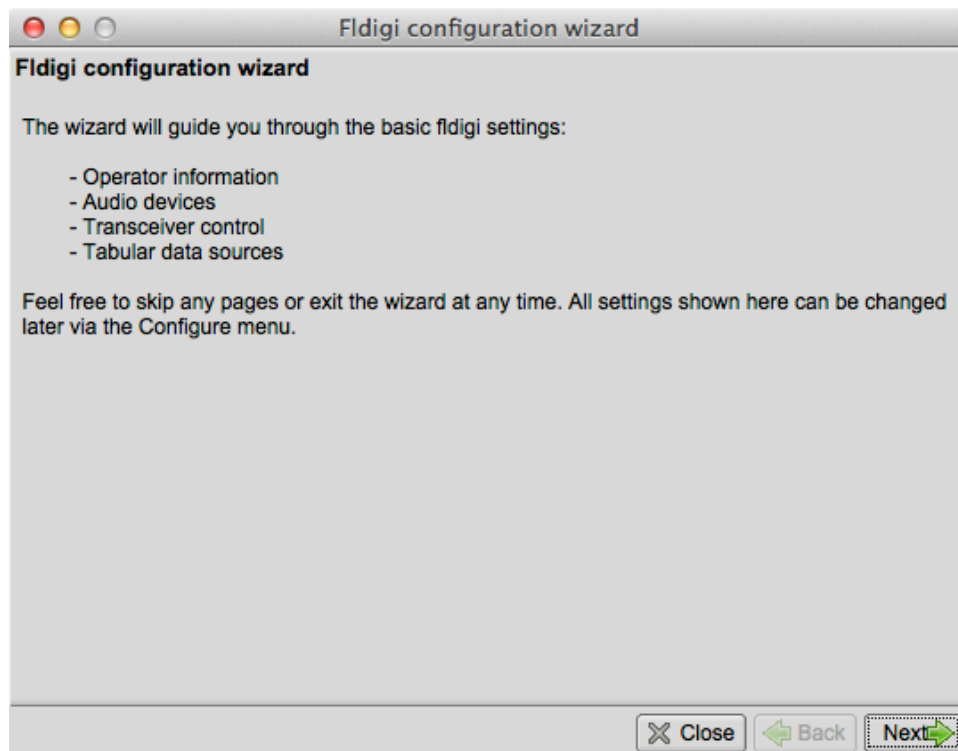 Fldigi configuration wizard
Fldigi configuration wizard
The wizard will guide you through the basic fldigi settings:
- Operator information
- Audio devices
- Transceiver control
- Tabular data sources
Feel free to skip any pages or exit the wizard at any time. All settings shown here can be changed
later via the Configure menu.
Close Back Next